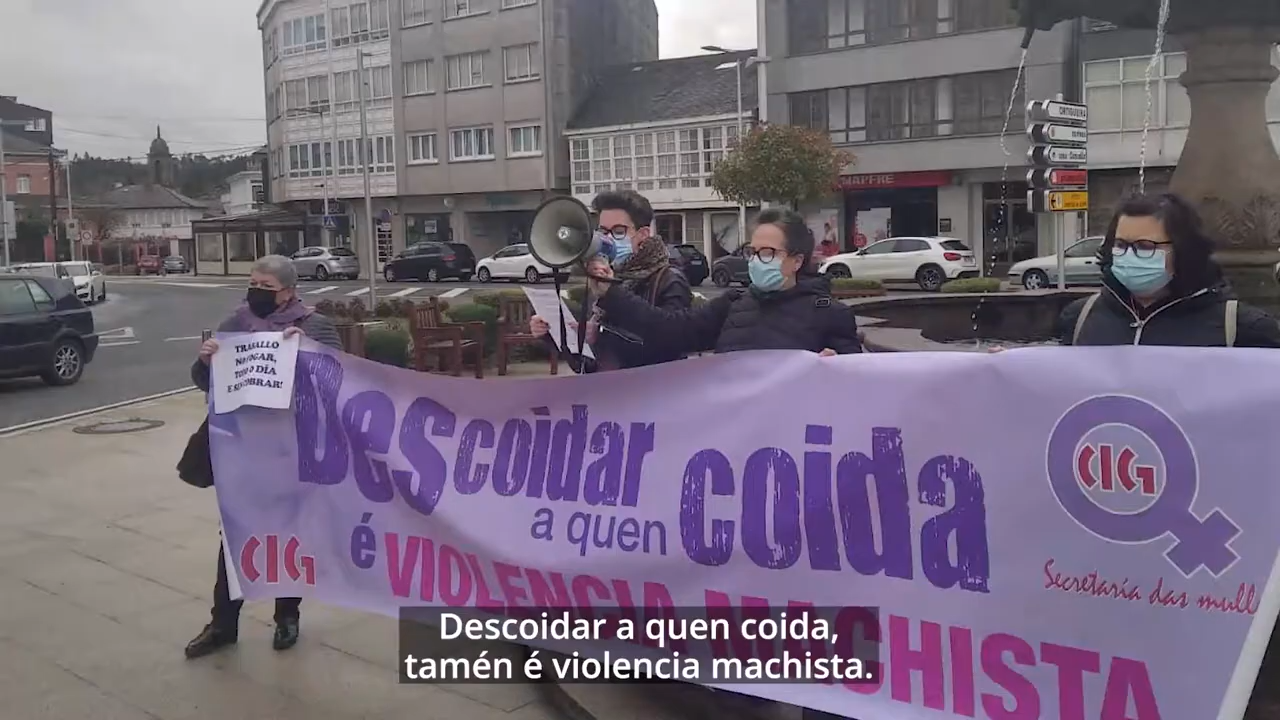 ORTIGUEIRA
MAPFRE
TRABALLO
NO FOGAR,
TODO O DÍA
E SEN COBRAR!
Descoidar
a quen
coida
é VIOLENCIA MACHISTA
CIG
CIG
Secretaría das mull
Descoidar a quen coida,
tamén é violencia machista.